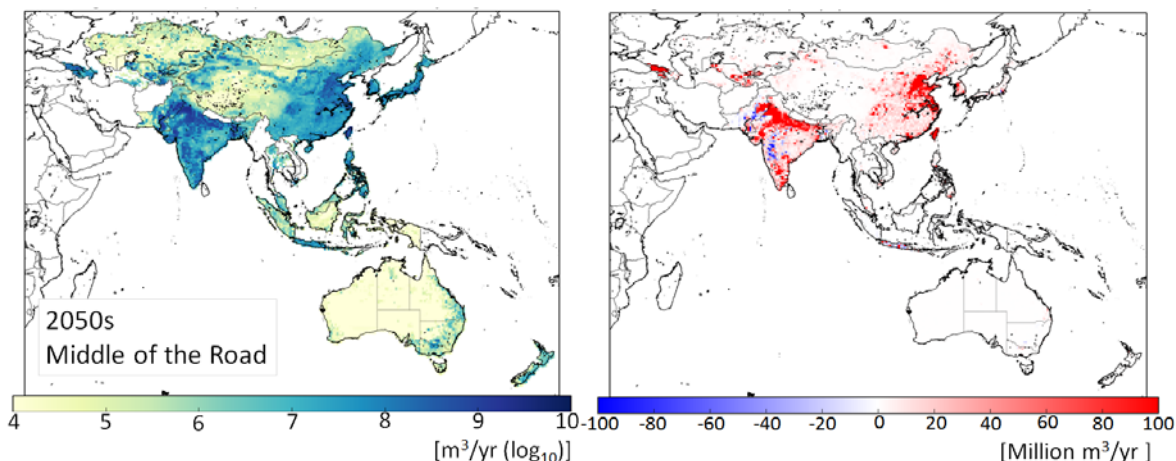 2050s
Middle of the Road
4 5 6 7 8 9 10
[m³/yr (log₁₀)]
-100 -80 -60 -40 -20 0 20 40 60 80 100
[Million m³/yr ]